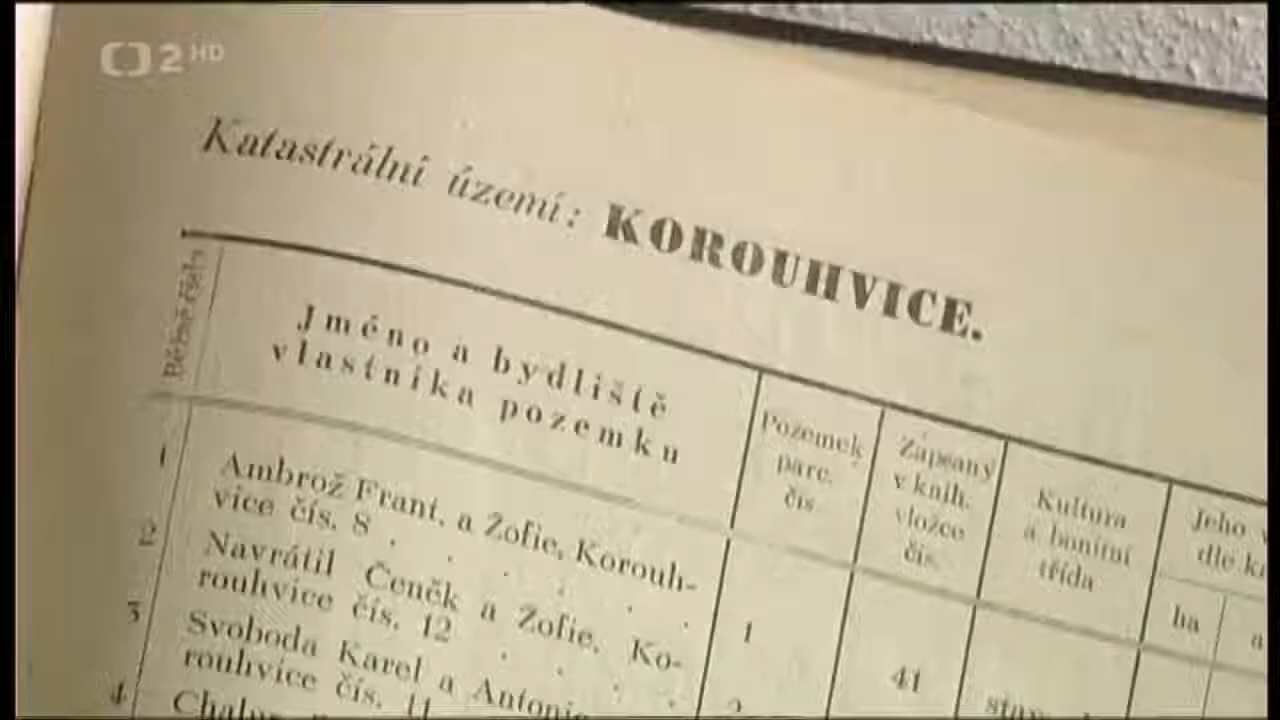 2 HD
Katastrální území: KOROUHVICE.
Běžné číslo
Jméno a bydliště
vlastníka pozemku
Pozemek
parc.
čís.
Zapsaný
v knih.
vložce
čís.
Kultura
a bonitní
třída
Jeho
dle
ha
a
1
Ambrož Frant. a Žofie, Korouh-
vice čís. 8
1
41
2
Navrátil Čeněk a Žofie, Ko-
rouhvice čís. 12
3
Svoboda Karel a Antonie
rouhvice čís. 11
4